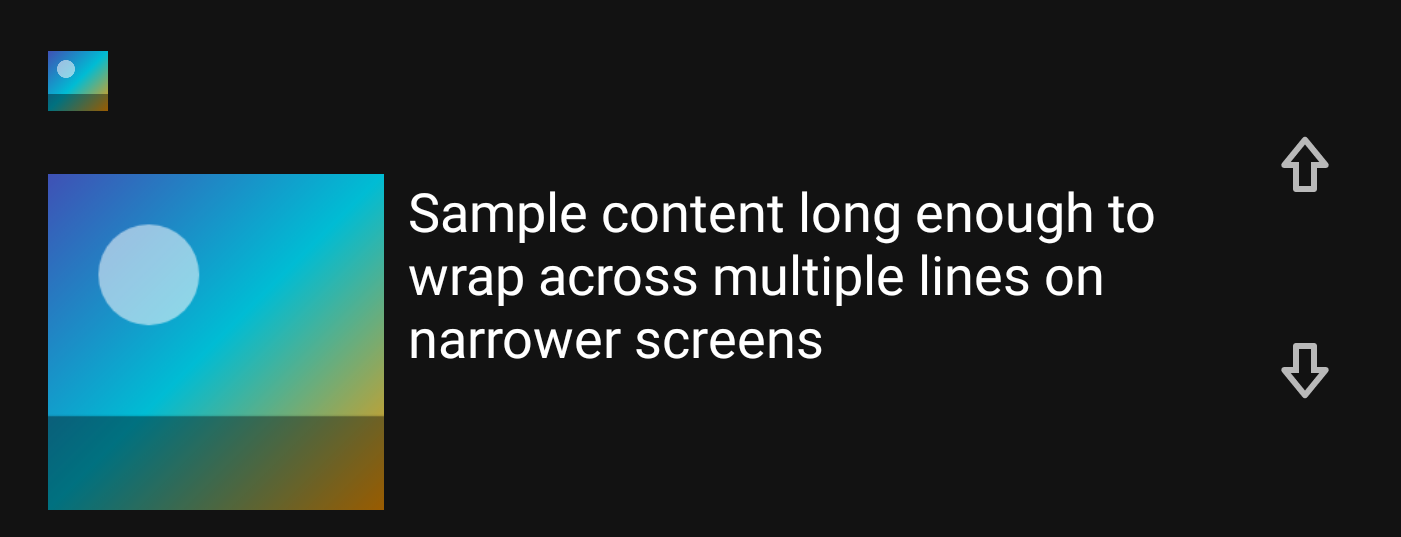 Sample content long enough to
wrap across multiple lines on
narrower screens